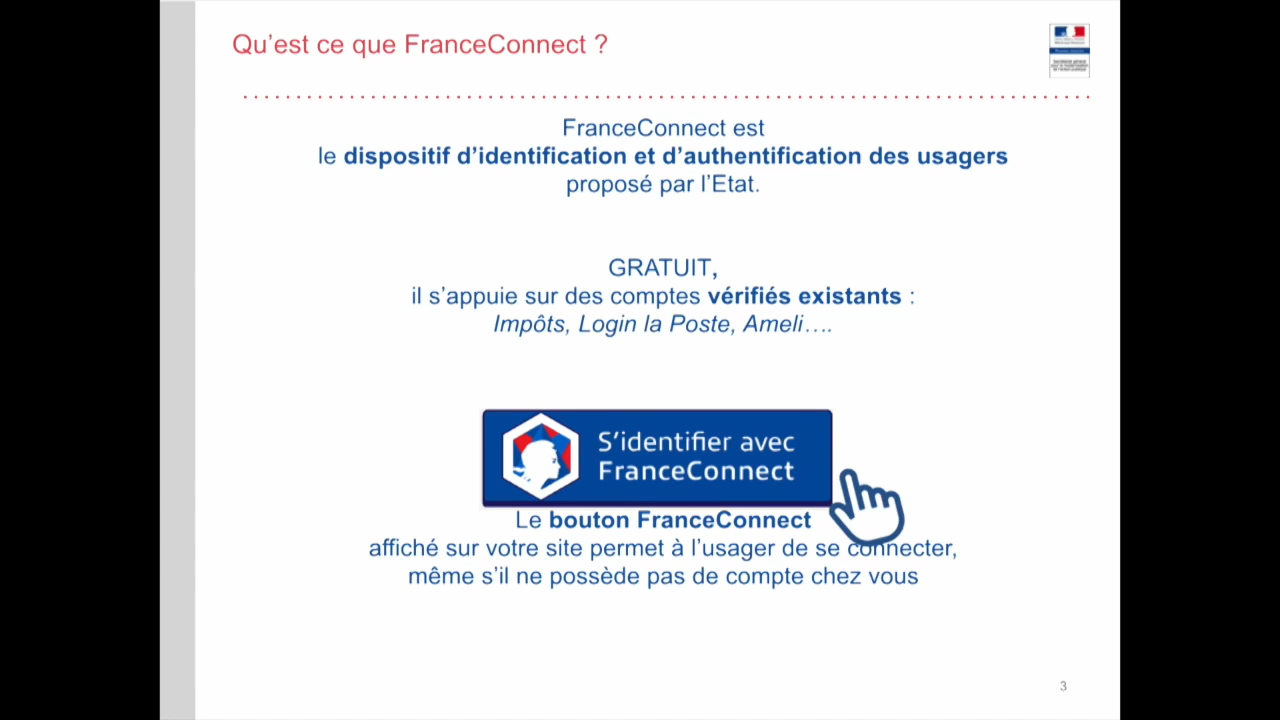 Qu’est ce que FranceConnect ?
FranceConnect est
le dispositif d’identification et d’authentification des usagers
proposé par l’Etat.
GRATUIT,
il s’appuie sur des comptes vérifiés existants :
Impôts, Login la Poste, Ameli….
S’identifier avec
FranceConnect
Le bouton FranceConnect
affiché sur votre site permet à l’usager de se connecter,
même s’il ne possède pas de compte chez vous
3